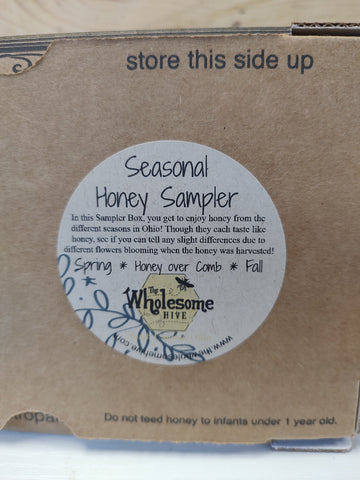 store this side up
Seasonal
Honey Sampler
In this Sampler Box, you get to enjoy honey from the
different seasons in Ohio! Though they each taste like
honey, see if you can tell any slight differences due to
different flowers blooming when the honey was harvested!
Spring * Honey over Comb * Fall
The
Wholesome
HIVE
www.thewholesomehive.com
Do not feed honey to infants under 1 year old.